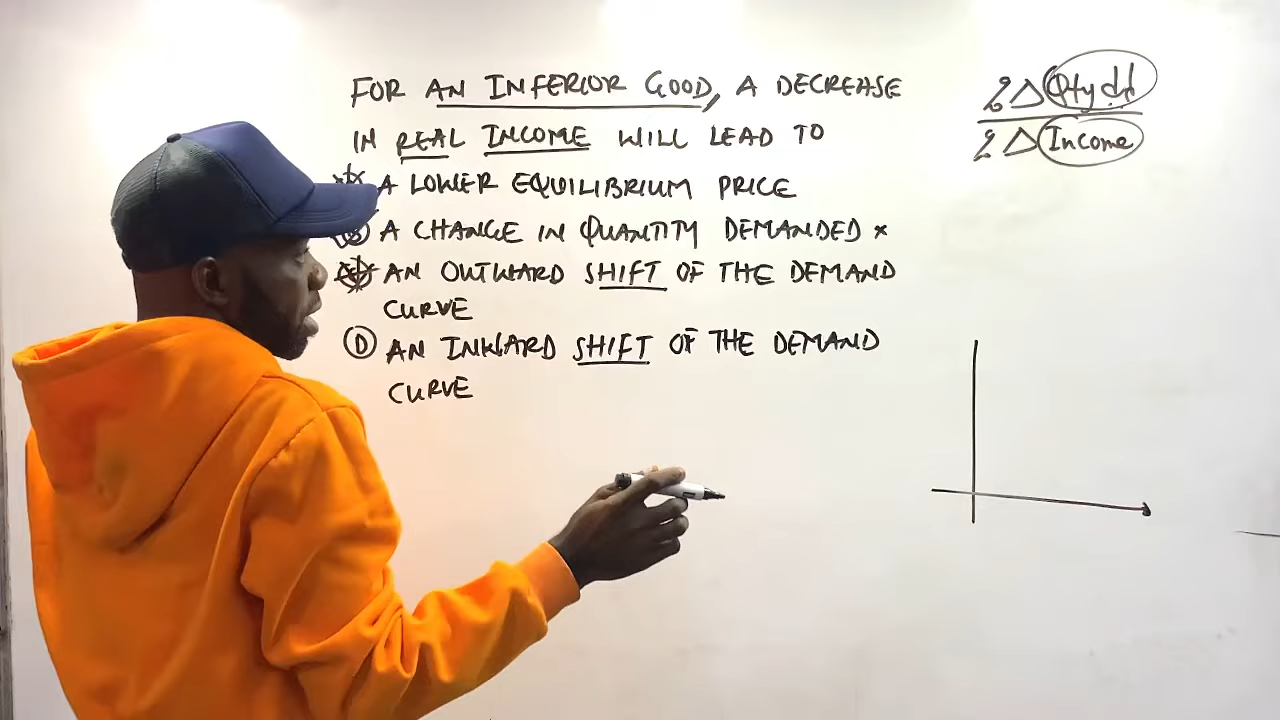 FOR AN INFERIOR GOOD, A DECREASE
IN REAL INCOME WILL LEAD TO
A LOWER EQUILIBRIUM PRICE
A CHANGE IN QUANTITY DEMANDED ×
AN OUTWARD SHIFT OF THE DEMAND
CURVE
Ⓓ AN INWARD SHIFT OF THE DEMAND
CURVE
% Δ Qty dd
% Δ Income